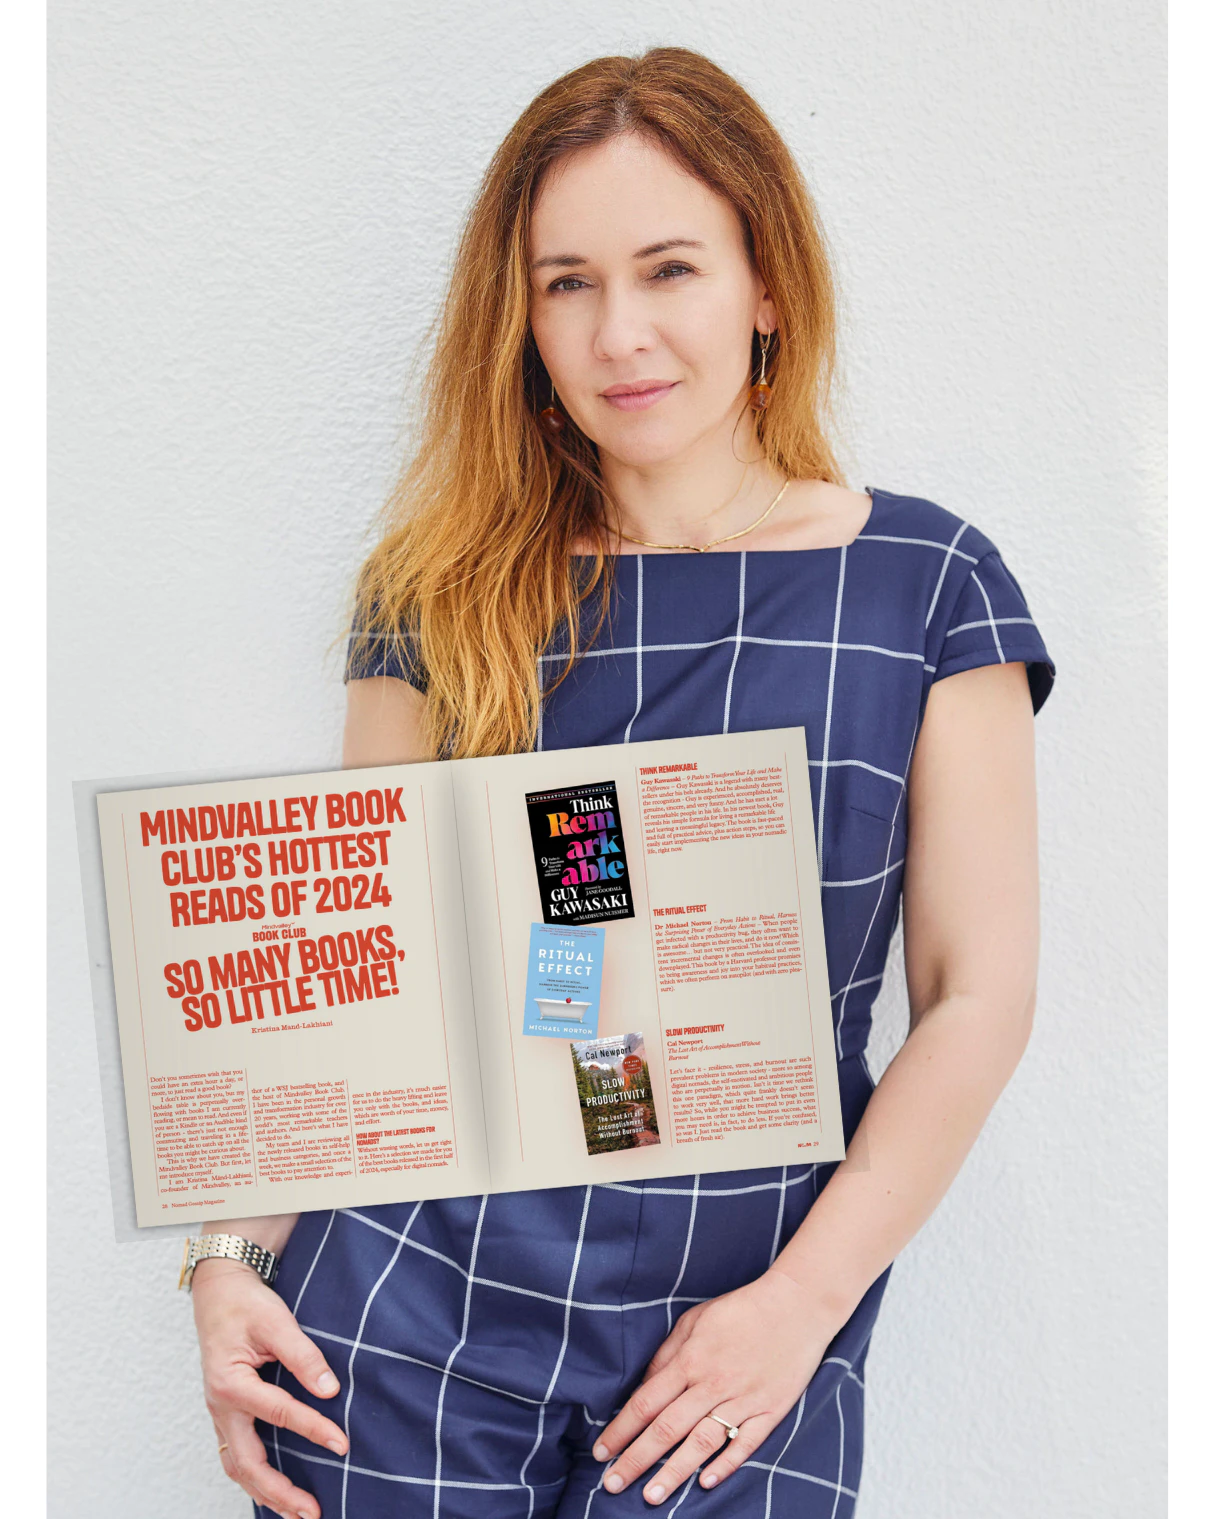 MINDVALLEY BOOK
CLUB'S HOTTEST
READS OF 2024
Mindvalley
BOOK CLUB
SO MANY BOOKS,
SO LITTLE TIME!
Kristina Mänd-Lakhiani
Don't you sometimes wish that you
could have an extra hour a day, or
more, to just read a good book?
I don't know about you, but my
bedside table is perpetually over-
flowing with books I am currently
reading, or mean to read. And even if
you are a Kindle or an Audible kind
of person – there's just not enough
commuting and traveling in a life-
time to be able to catch up on all the
books you might be curious about.
This is why we have created the
Mindvalley Book Club. But first, let
me introduce myself.
I am Kristina Mänd-Lakhiani,
co-founder of Mindvalley, an au-
thor of a WSJ bestselling book, and
the host of Mindvalley Book Club.
I have been in the personal growth
and transformation industry for over
20 years, working with some of the
world's most remarkable teachers
and authors. And here's what I have
decided to do.
My team and I are reviewing all
the newly released books in self-help
and business categories, and once a
week, we make a small selection of the
best books to pay attention to.
With our knowledge and experi-
ence in the industry, it's much easier
for us to do the heavy lifting and leave
you only with the books, and ideas,
which are worth of your time, money,
and effort.
HOW ABOUT THE LATEST BOOKS FOR
NOMADS?
Without wasting words, let us get right
to it. Here's a selection we made for you
of the best books released in the first half
of 2024, especially for digital nomads.
28 Nomad Gossip Magazine
INTERNATIONAL BESTSELLER
Think
Rem
ark
able
9 Paths to
Transform
Your Life
and Make a
Difference
GUY
Foreword by
JANE GOODALL
KAWASAKI
with MADISUN NUISMER
THE
RITUAL
EFFECT
MICHAEL NORTON
Cal Newport
SLOW
PRODUCTIVITY
The Lost Art of
Accomplishment
Without Burnout
THINK REMARKABLE
Guy Kawasaki – 9 Paths to Transform Your Life and Make
a Difference – Guy Kawasaki is a legend with many best-
sellers under his belt already. And he absolutely deserves
the recognition - Guy is experienced, accomplished, real,
genuine, sincere, and very funny. And he has met a lot
of remarkable people in his life. In his newest book, Guy
reveals his simple formula for living a remarkable life
and leaving a meaningful legacy. The book is fast-paced
and full of practical advice, plus action steps, so you can
easily start implementing the new ideas in your nomadic
life, right now.
THE RITUAL EFFECT
Dr Michael Norton – From Habit to Ritual, Harness
the Surprising Power of Everyday Actions – When people
get infected with a productivity bug, they often want to
make radical changes in their lives, and do it now! Which
is awesome... but not very practical. The idea of consis-
tent incremental changes is often overlooked and even
downplayed. This book by a Harvard professor promises
to bring awareness and joy into your habitual practices,
which we often perform on autopilot (and with zero plea-
sure).
SLOW PRODUCTIVITY
Cal Newport
The Lost Art of Accomplishment Without
Burnout
Let's face it – resilience, stress, and burnout are such
prevalent problems in modern society – more so among
digital nomads, the self-motivated and ambitious people
who are perpetually in motion. Isn't it time we rethink
this one paradigm, which quite frankly doesn't seem
to work very well, that more hard work brings better
results? So, while you might be tempted to put in even
more hours in order to achieve business success, what
you may need is, in fact, to do less. If you're confused,
so was I. Just read the book and get some clarity (and a
breath of fresh air).